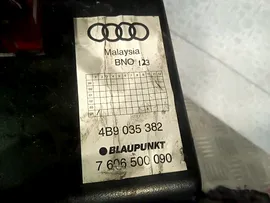 Malaysia
BNO 123
4B9 035 382
BLAUPUNKT
7 606 500 090